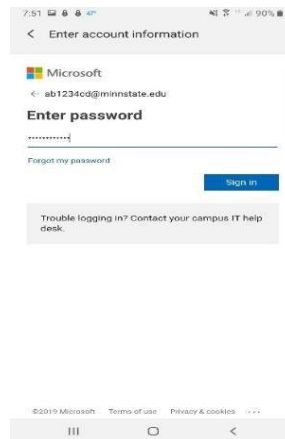 7:51 4° 90%
< Enter account information
Microsoft
← ab1234cd@minnstate.edu
Enter password
............
Forgot my password
Sign in
Trouble logging in? Contact your campus IT help
desk.
©2019 Microsoft Terms of use Privacy & cookies ...